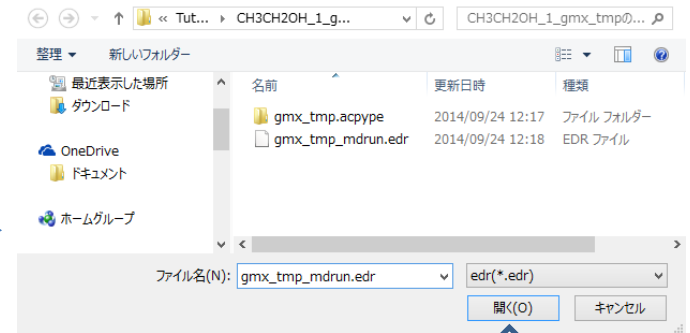 « Tut... ▸ CH3CH2OH_1_g...
CH3CH2OH_1_gmx_tmpの...
整理 ▼ 新しいフォルダー
最近表示した場所
ダウンロード
OneDrive
ドキュメント
ホームグループ
名前 更新日時 種類
gmx_tmp.acpype 2014/09/24 12:17 ファイル フォルダー
gmx_tmp_mdrun.edr 2014/09/24 12:18 EDR ファイル
ファイル名(N): gmx_tmp_mdrun.edr edr(*.edr)
開く(O) キャンセル